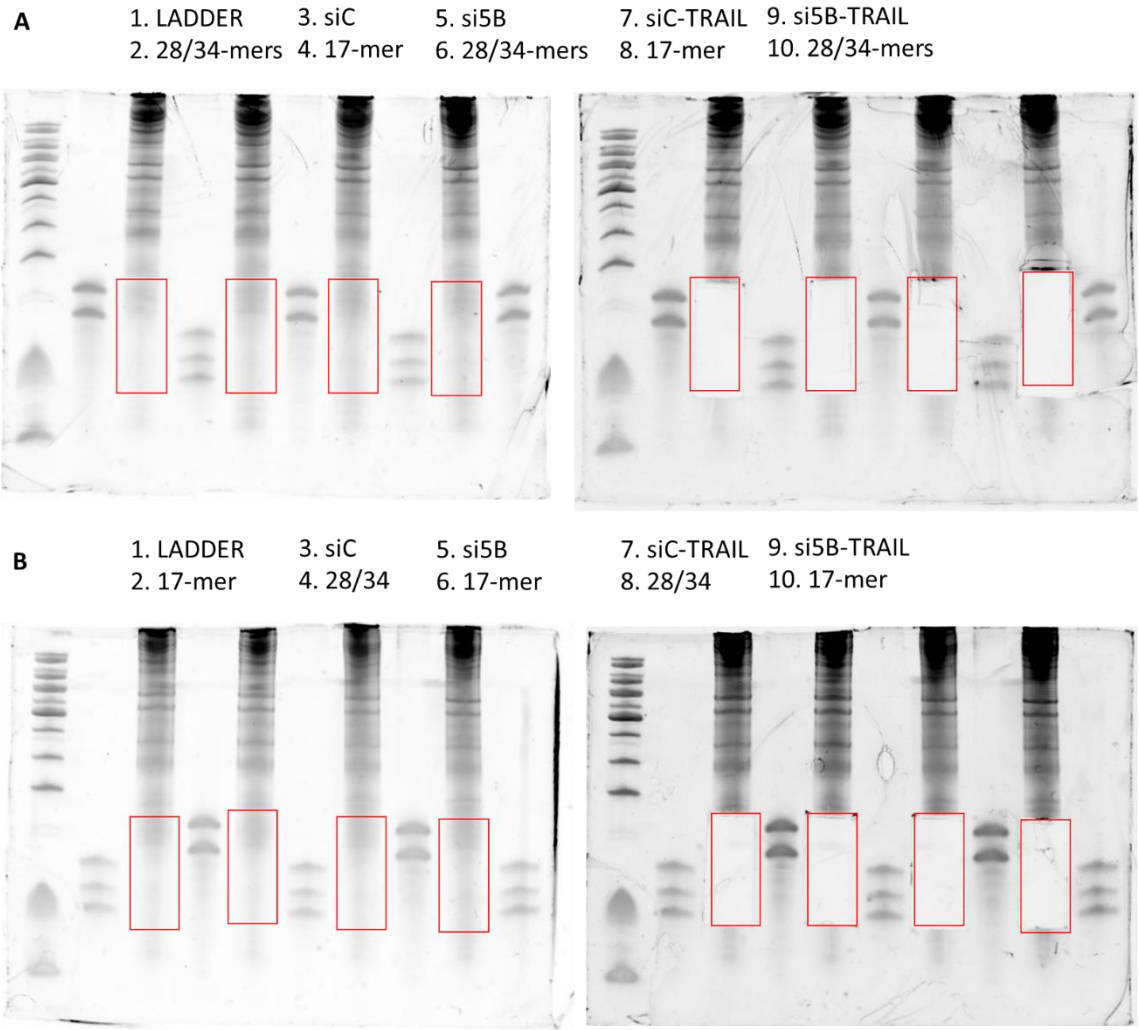 A
1. LADDER 3. siC 5. si5B 7. siC-TRAIL 9. si5B-TRAIL
2. 28/34-mers 4. 17-mer 6. 28/34-mers 8. 17-mer 10. 28/34-mers
B
1. LADDER 3. siC 5. si5B 7. siC-TRAIL 9. si5B-TRAIL
2. 17-mer 4. 28/34 6. 17-mer 8. 28/34 10. 17-mer